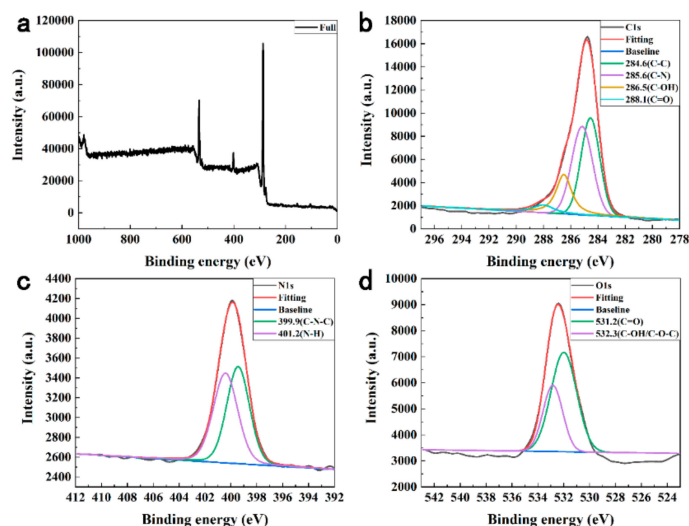 a
Full
120000
100000
80000
60000
40000
20000
0
1000 800 600 400 200 0
Intensity (a.u.)
Binding energy (eV)
b
C1s
Fitting
Baseline
284.6(C-C)
285.6(C-N)
286.5(C-OH)
288.1(C=O)
18000
16000
14000
12000
10000
8000
6000
4000
2000
0
296 294 292 290 288 286 284 282 280 278
Intensity (a.u.)
Binding energy (eV)
c
N1s
Fitting
Baseline
399.9(C-N-C)
401.2(N-H)
4400
4200
4000
3800
3600
3400
3200
3000
2800
2600
2400
412 410 408 406 404 402 400 398 396 394 392
Intensity (a.u.)
Binding energy (eV)
d
O1s
Fitting
Baseline
531.2(C=O)
532.3(C-OH/C-O-C)
10000
9000
8000
7000
6000
5000
4000
3000
2000
542 540 538 536 534 532 530 528 526 524
Intensity (a.u.)
Binding energy (eV)